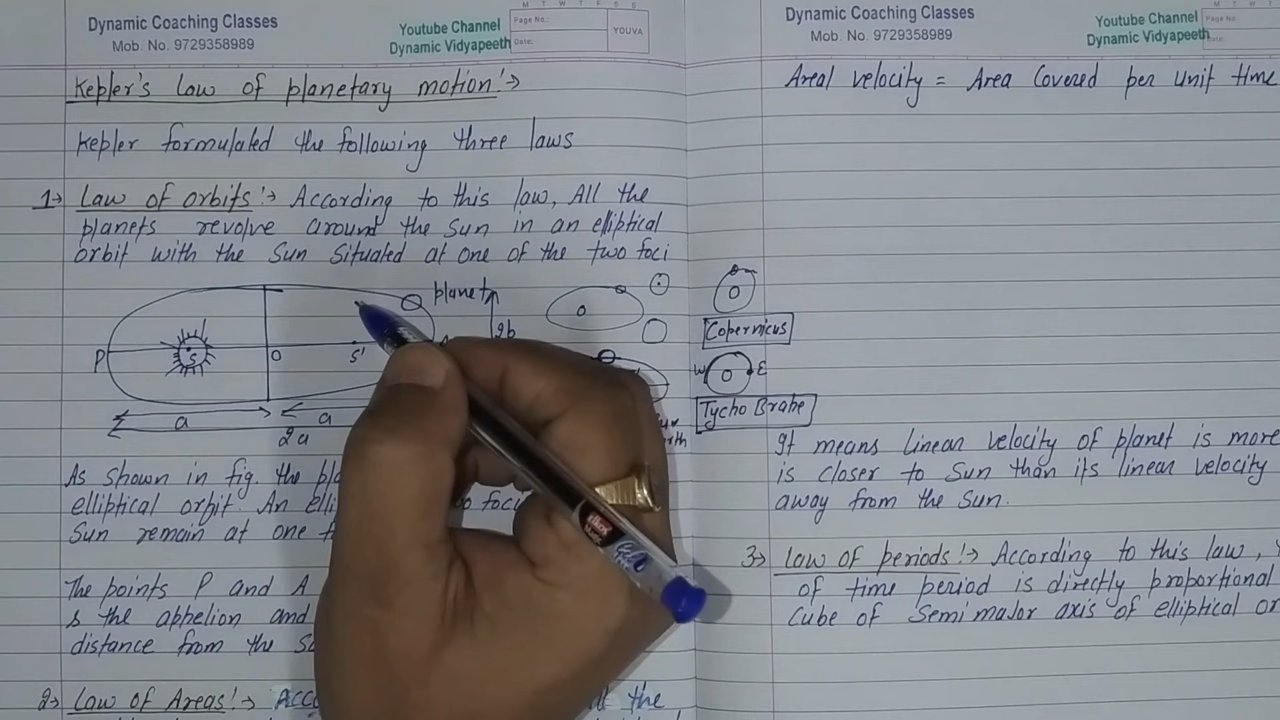 Dynamic Coaching Classes
Mob. No. 9729358989
Youtube Channel
Dynamic Vidyapeeth
M T W T F S S
Page No.:
Date:
YOUVA
Kepler's Law of planetary motion:→
Kepler formulated the following three laws
1→ Law of orbits:→ According to this law, All the
planets revolve around the Sun in an elliptical
orbit with the Sun Situated at one of the two foci
planet
2b
P
S
O
S'
a
a
2a
Copernicus
W
E
Tycho Brahe
As shown in fig. the
elliptical orbit. An foci
Sun remain at one
The points P and A
is the aphelion and
distance from the
2→ Law of Areas!→ the
Dynamic Coaching Classes
Mob. No. 9729358989
Youtube Channel
Dynamic Vidyapeeth
Page No
Areal velocity = Area Covered per unit time
It means linear velocity of planet is more
is closer to Sun than its linear velocity
away from the Sun.
3→ Law of periods!→ According to this law,
of time period is directly proportional
Cube of Semi major axis of elliptical